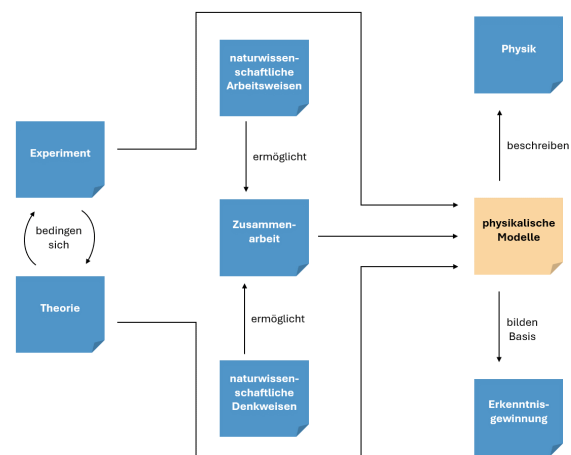 naturwissen-
schaftliche
Arbeitsweisen
Physik
Experiment
ermöglicht
beschreiben
bedingen
sich
Zusammen-
arbeit
physikalische
Modelle
Theorie
ermöglicht
bilden
Basis
naturwissen-
schaftliche
Denkweisen
Erkenntnis-
gewinnung